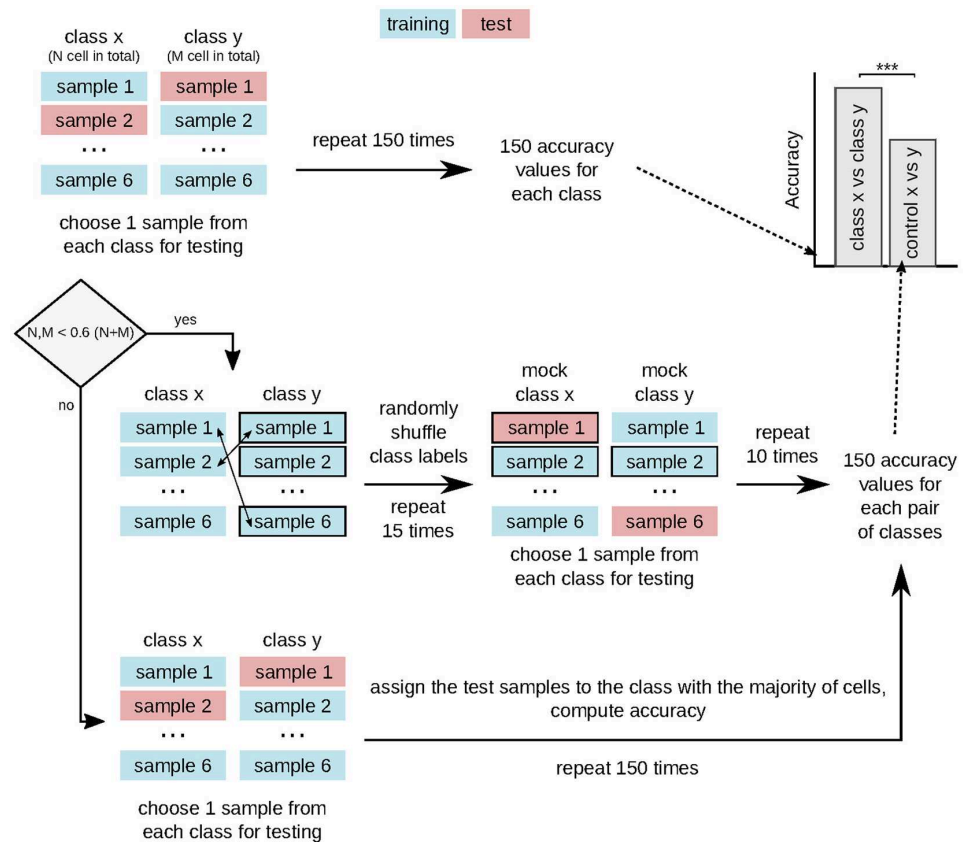 training test
class x class y
(N cell in total) (M cell in total)
sample 1 sample 1
sample 2 sample 2
... ...
sample 6 sample 6
choose 1 sample from
each class for testing
repeat 150 times
150 accuracy
values for
each class
***
Accuracy
class x vs class y
control x vs y
N,M < 0.6 (N+M)
yes
no
class x class y
sample 1 sample 1
sample 2 sample 2
... ...
sample 6 sample 6
randomly
shuffle
class labels
repeat
15 times
mock mock
class x class y
sample 1 sample 1
sample 2 sample 2
... ...
sample 6 sample 6
choose 1 sample from
each class for testing
repeat
10 times
150 accuracy
values for
each pair
of classes
class x class y
sample 1 sample 1
sample 2 sample 2
... ...
sample 6 sample 6
choose 1 sample from
each class for testing
assign the test samples to the class with the majority of cells,
compute accuracy
repeat 150 times